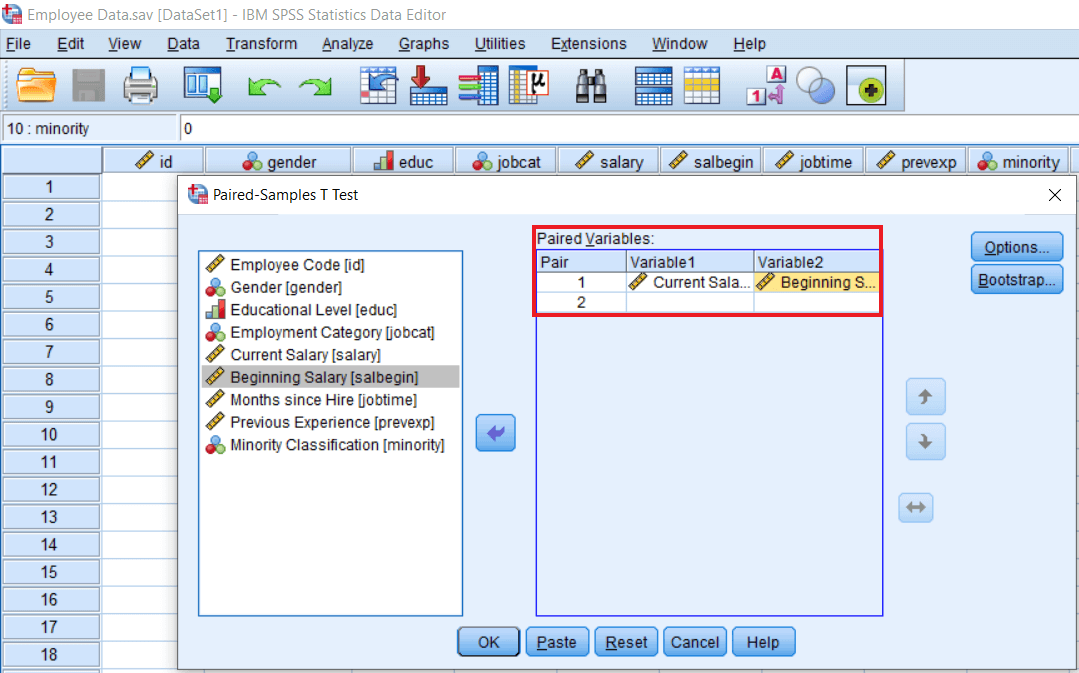 Employee Data.sav [DataSet1] - IBM SPSS Statistics Data Editor
File Edit View Data Transform Analyze Graphs Utilities Extensions Window Help
μ
A
1
10 : minority 0
id gender educ jobcat salary salbegin jobtime prevexp minority
1
2
3
4
5
6
7
8
9
10
11
12
13
14
15
16
17
18
Paired-Samples T Test
Employee Code [id]
Gender [gender]
Educational Level [educ]
Employment Category [jobcat]
Current Salary [salary]
Beginning Salary [salbegin]
Months since Hire [jobtime]
Previous Experience [prevexp]
Minority Classification [minority]
Paired Variables:
Pair Variable1 Variable2
1 Current Sala... Beginning S...
2
Options...
Bootstrap...
OK Paste Reset Cancel Help